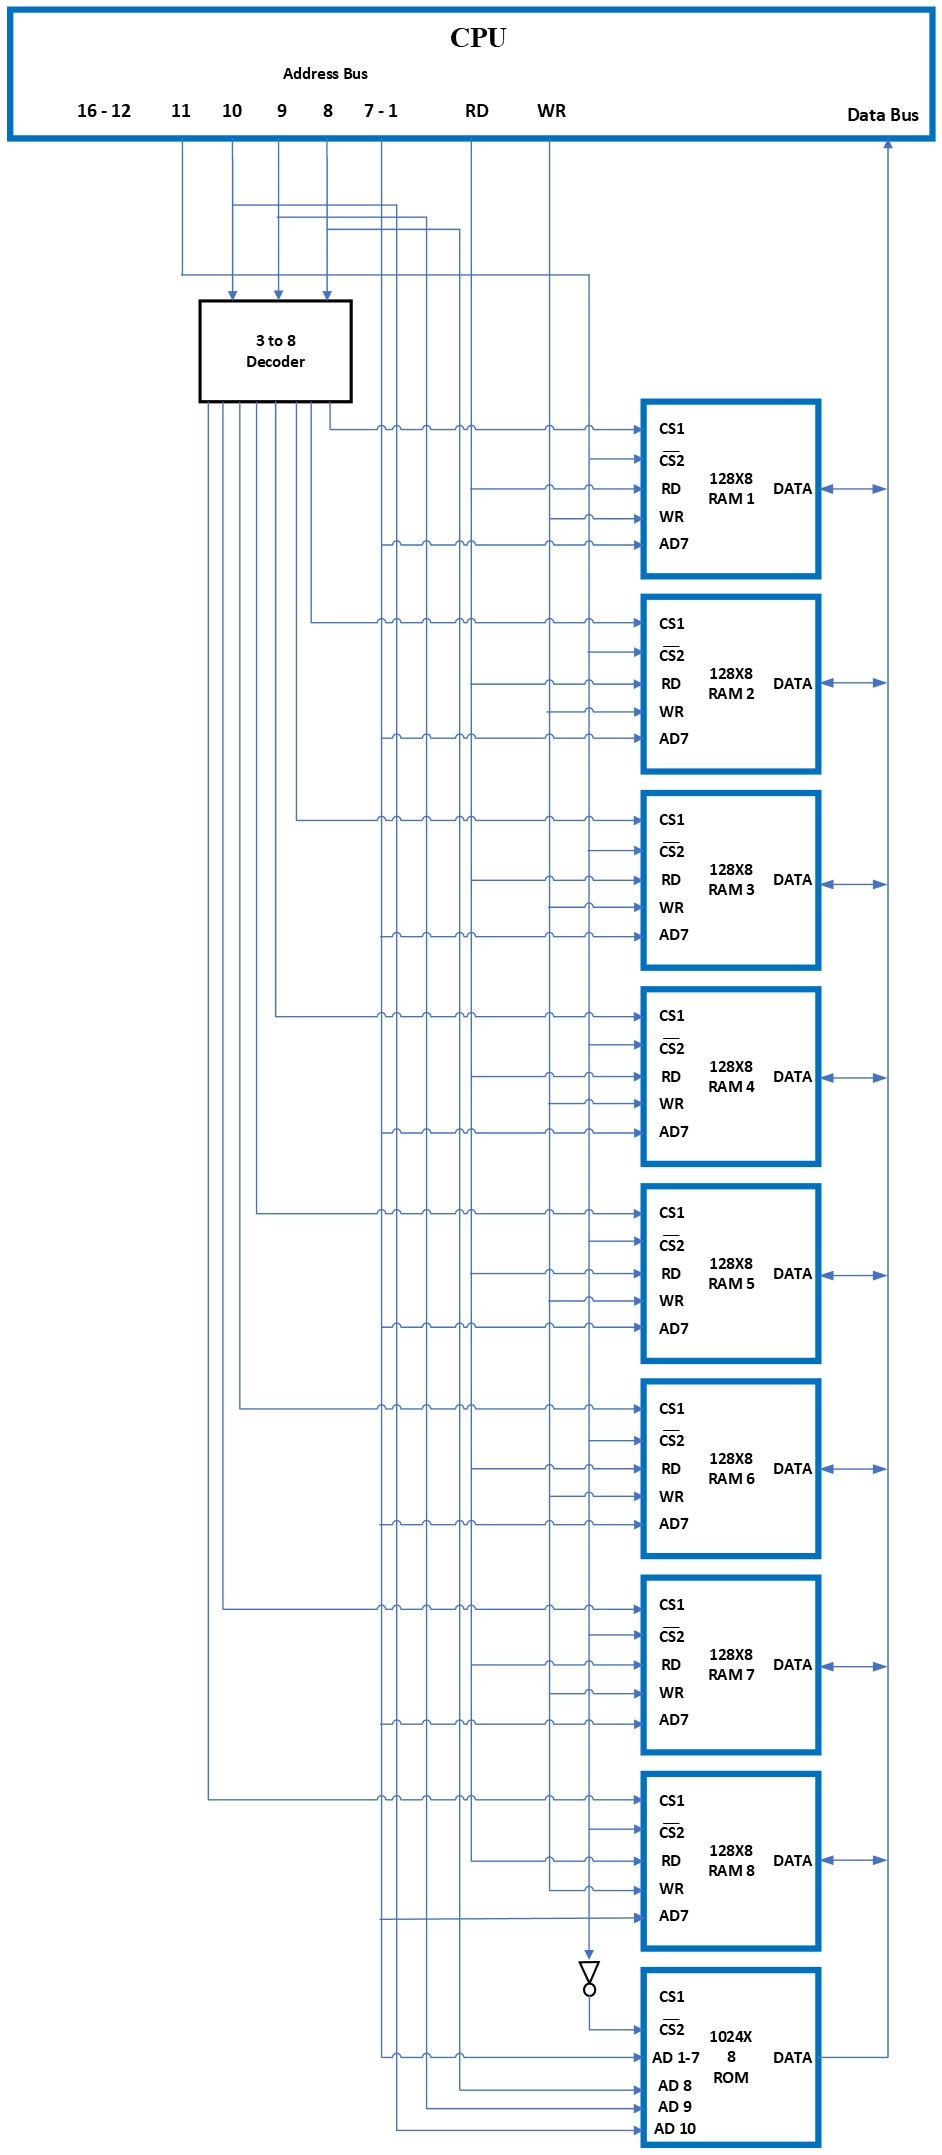 CPU
Address Bus
16 - 12 11 10 9 8 7 - 1 RD WR Data Bus
3 to 8
Decoder
CS1
CS2
RD
WR
AD7
128X8
RAM 1
DATA
CS1
CS2
RD
WR
AD7
128X8
RAM 2
DATA
CS1
CS2
RD
WR
AD7
128X8
RAM 3
DATA
CS1
CS2
RD
WR
AD7
128X8
RAM 4
DATA
CS1
CS2
RD
WR
AD7
128X8
RAM 5
DATA
CS1
CS2
RD
WR
AD7
128X8
RAM 6
DATA
CS1
CS2
RD
WR
AD7
128X8
RAM 7
DATA
CS1
CS2
RD
WR
AD7
128X8
RAM 8
DATA
CS1
CS2
AD 1-7
AD 8
AD 9
AD 10
1024X
8
ROM
DATA